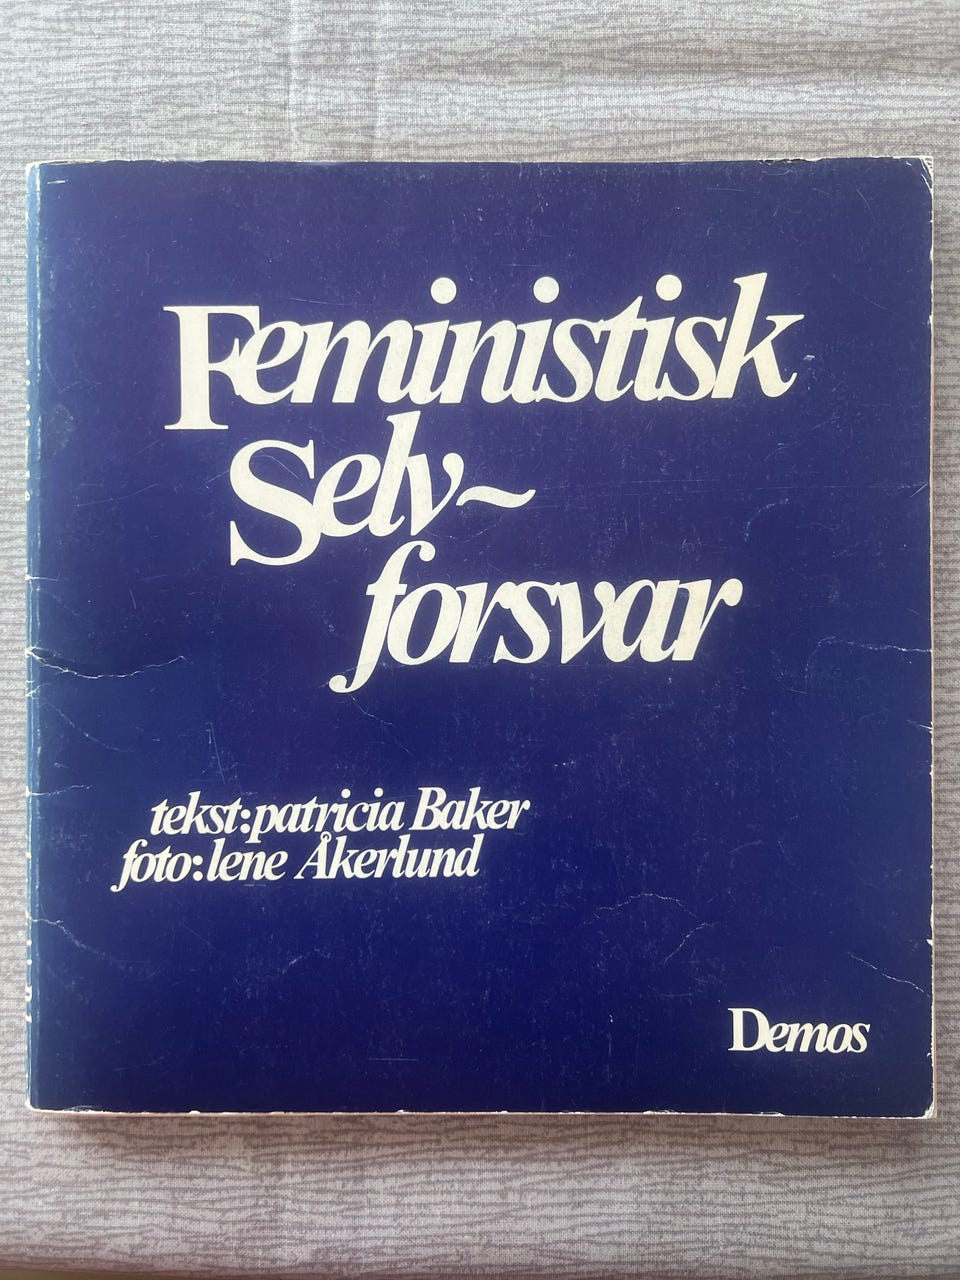 Feministisk
Selv~
forsvar
tekst:patricia Baker
foto:lene Åkerlund
Demos